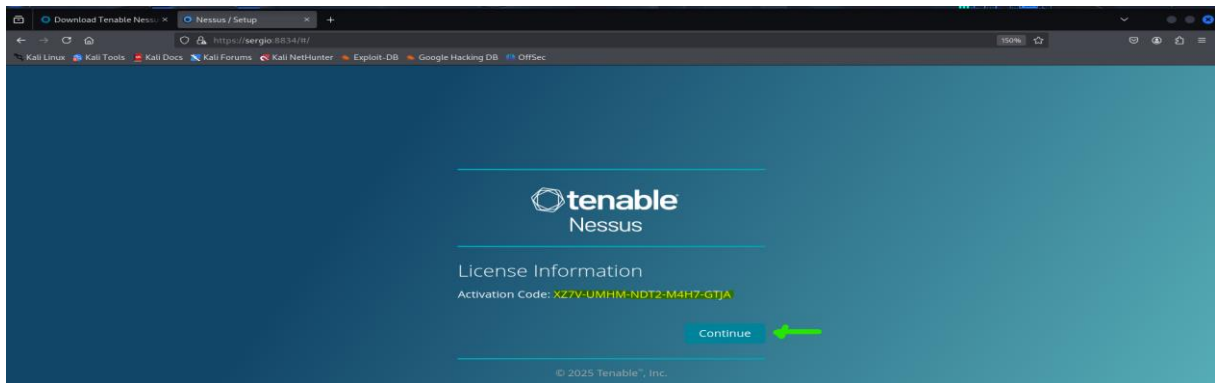 Download Tenable Nessu
Nessus / Setup
https://sergio:8834/#/
150%
Kali Linux Kali Tools Kali Docs Kali Forums Kali NetHunter Exploit-DB Google Hacking DB OffSec
tenable
Nessus
License Information
Activation Code: XZ7V-UMHM-NDT2-M4H7-GTJA
Continue
© 2025 Tenable™, Inc.